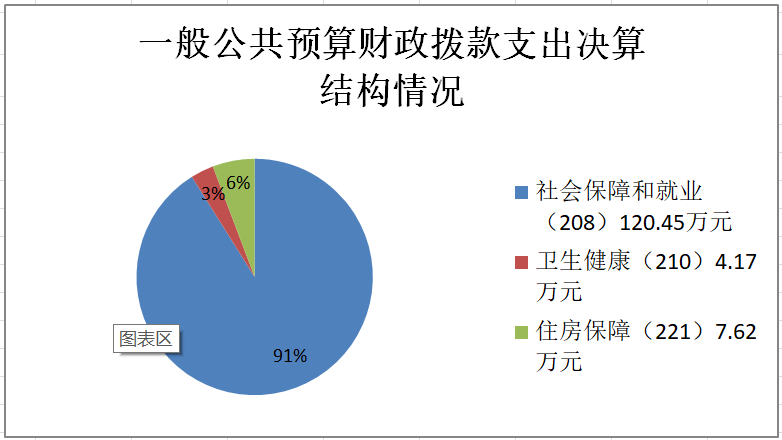 一般公共预算财政拨款支出决算
结构情况
6%
3%
91%
图表区
社会保障和就业
（208）120.45万元
卫生健康（210）4.17
万元
住房保障（221）7.62
万元